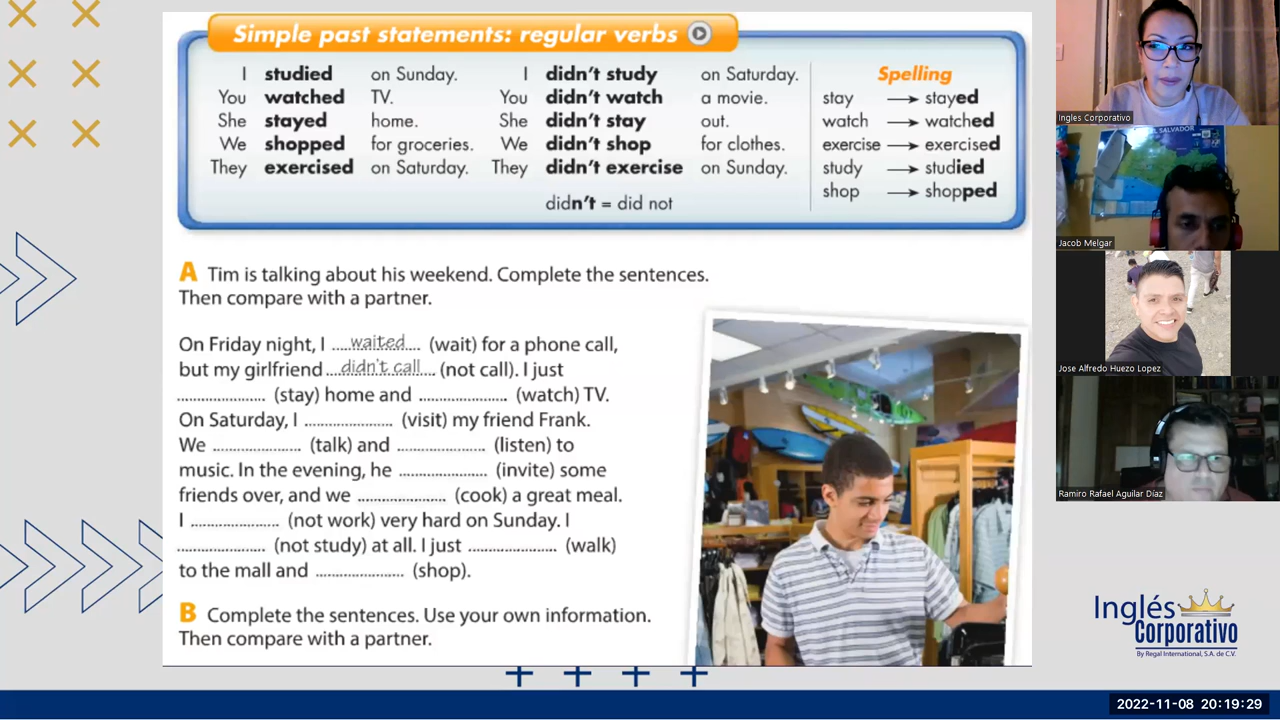 Simple past statements: regular verbs
I studied on Sunday. I didn't study on Saturday. Spelling
You watched TV. You didn't watch a movie. stay → stayed
She stayed home. She didn't stay out. watch → watched
We shopped for groceries. We didn't shop for clothes. exercise → exercised
They exercised on Saturday. They didn't exercise on Sunday. study → studied
shop → shopped
didn't = did not
A Tim is talking about his weekend. Complete the sentences.
Then compare with a partner.
On Friday night, I ....waited.... (wait) for a phone call,
but my girlfriend ....didn't call.... (not call). I just
...................... (stay) home and ...................... (watch) TV.
On Saturday, I ...................... (visit) my friend Frank.
We ...................... (talk) and ...................... (listen) to
music. In the evening, he ...................... (invite) some
friends over, and we ...................... (cook) a great meal.
I ...................... (not work) very hard on Sunday. I
...................... (not study) at all. I just ...................... (walk)
to the mall and ...................... (shop).
B Complete the sentences. Use your own information.
Then compare with a partner.
Ingles Corporativo
EL SALVADOR
Jacob Melgar
Jose Alfredo Huezo Lopez
Ramiro Rafael Aguilar Díaz
Inglés
Corporativo
By Regal International, S.A. de C.V.
2022-11-08 20:19:29